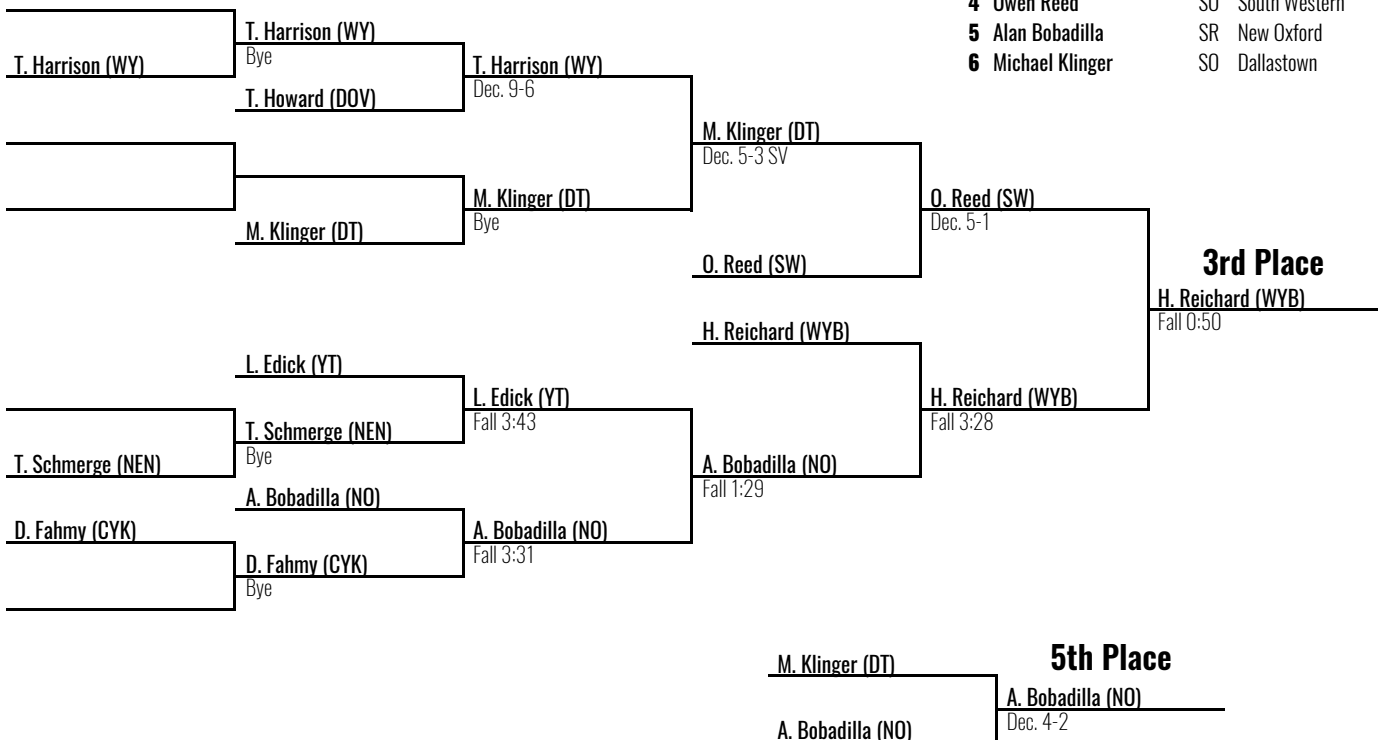 4 Owen Reed SO South Western
5 Alan Bobadilla SR New Oxford
6 Michael Klinger SO Dallastown
T. Harrison (WY)
T. Harrison (WY)
Bye
T. Howard (DOV)
T. Harrison (WY)
Dec. 9-6
M. Klinger (DT)
M. Klinger (DT)
Bye
M. Klinger (DT)
Dec. 5-3 SV
O. Reed (SW)
O. Reed (SW)
Dec. 5-1
3rd Place
H. Reichard (WYB)
Fall 0:50
H. Reichard (WYB)
H. Reichard (WYB)
Fall 3:28
L. Edick (YT)
L. Edick (YT)
Fall 3:43
T. Schmerge (NEN)
T. Schmerge (NEN)
Bye
A. Bobadilla (NO)
Fall 1:29
A. Bobadilla (NO)
A. Bobadilla (NO)
Fall 3:31
D. Fahmy (CYK)
D. Fahmy (CYK)
Bye
5th Place
M. Klinger (DT)
A. Bobadilla (NO)
Dec. 4-2
A. Bobadilla (NO)